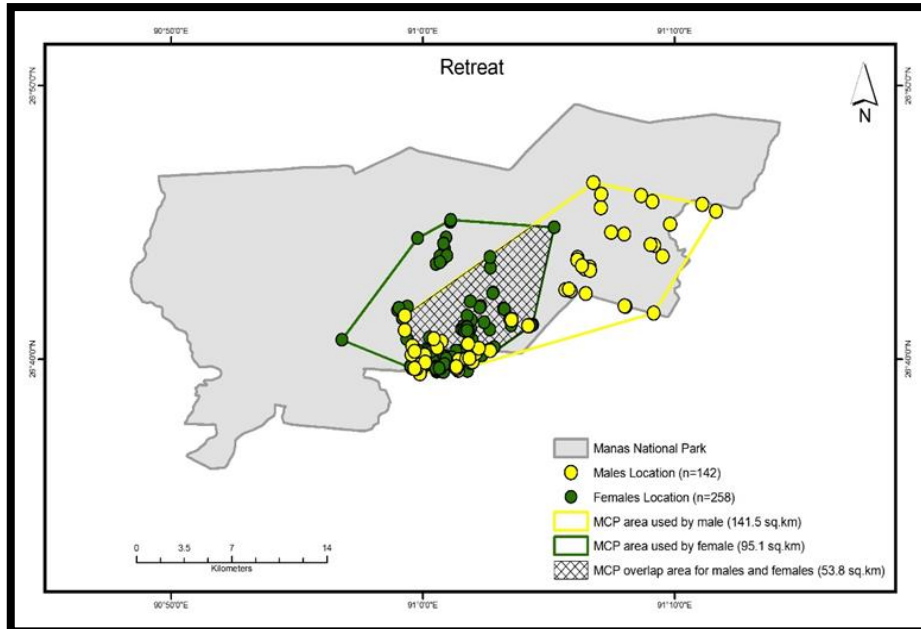 90°50'0"E 91°0'0"E 91°10'0"E
Retreat
26°50'0"N 26°50'0"N
N
26°40'0"N 26°40'0"N
Manas National Park
Males Location (n=142)
Females Location (n=258)
MCP area used by male (141.5 sq.km)
MCP area used by female (95.1 sq.km)
MCP overlap area for males and females (53.8 sq.km)
0 3.5 7 14
Kilometers
90°50'0"E 91°0'0"E 91°10'0"E